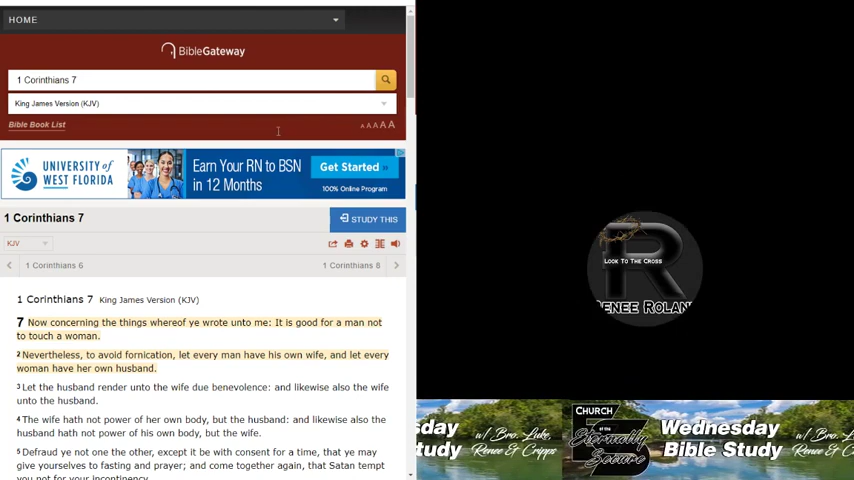 HOME
BibleGateway
1 Corinthians 7
King James Version (KJV)
Bible Book List
A A A A A
UNIVERSITY of
WEST FLORIDA
Earn Your RN to BSN
in 12 Months
Get Started »
100% Online Program
1 Corinthians 7
STUDY THIS
KJV
1 Corinthians 6
1 Corinthians 8
1 Corinthians 7 King James Version (KJV)
7 Now concerning the things whereof ye wrote unto me: It is good for a man not
to touch a woman.
2 Nevertheless, to avoid fornication, let every man have his own wife, and let every
woman have her own husband.
3 Let the husband render unto the wife due benevolence: and likewise also the wife
unto the husband.
4 The wife hath not power of her own body, but the husband: and likewise also the
husband hath not power of his own body, but the wife.
5 Defraud ye not one the other, except it be with consent for a time, that ye may
give yourselves to fasting and prayer; and come together again, that Satan tempt
you not for your incontinency.
R
LOOK TO THE CROSS
RENEE ROLAN
sday
tudy
w/ Bro. Luke,
Renee & Cripps
CHURCH
of the
Eternally
Secure
Wednesday
Bible Study
w/ Bro. Lu
Renee & Cri